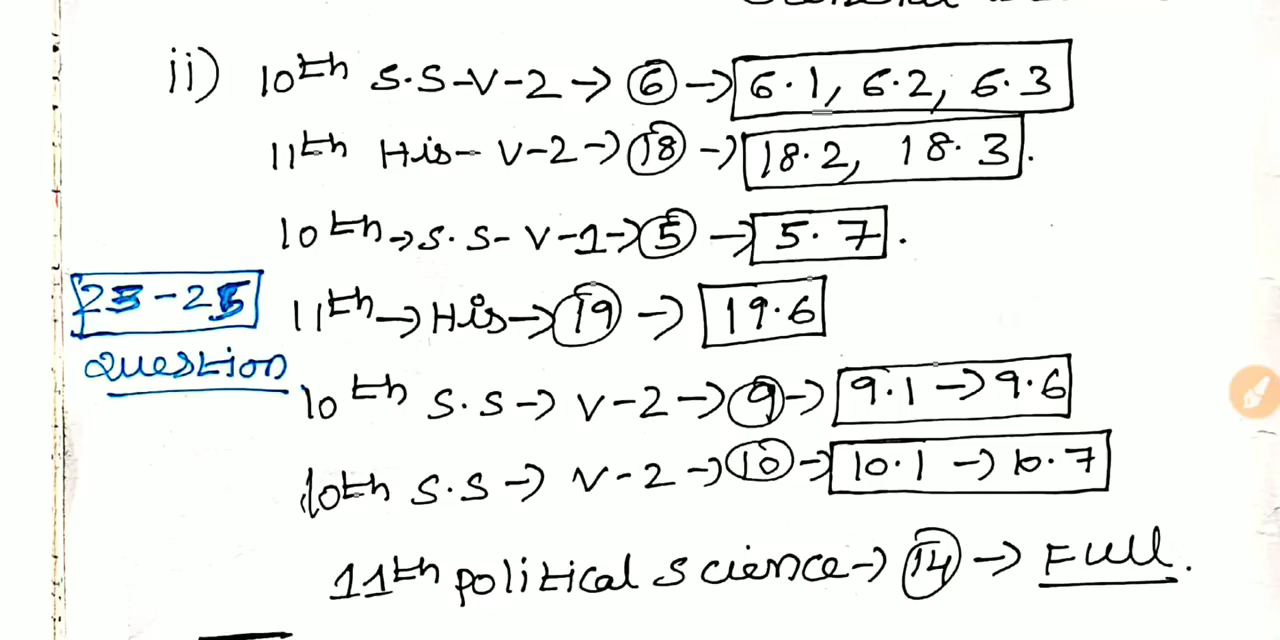 ii) 10th S.S-V-2 → 6 → 6.1, 6.2, 6.3
11th His- V-2 → 18 → 18.2, 18.3.
10th → S.S- V-1 → 5 → 5.7.
23-25
Question
11th → His → 19 → 19.6
10th S.S → V-2 → 9 → 9.1 → 9.6
10th S.S → V-2 → 10 → 10.1 → 10.7
11th political science → 14 → Full.